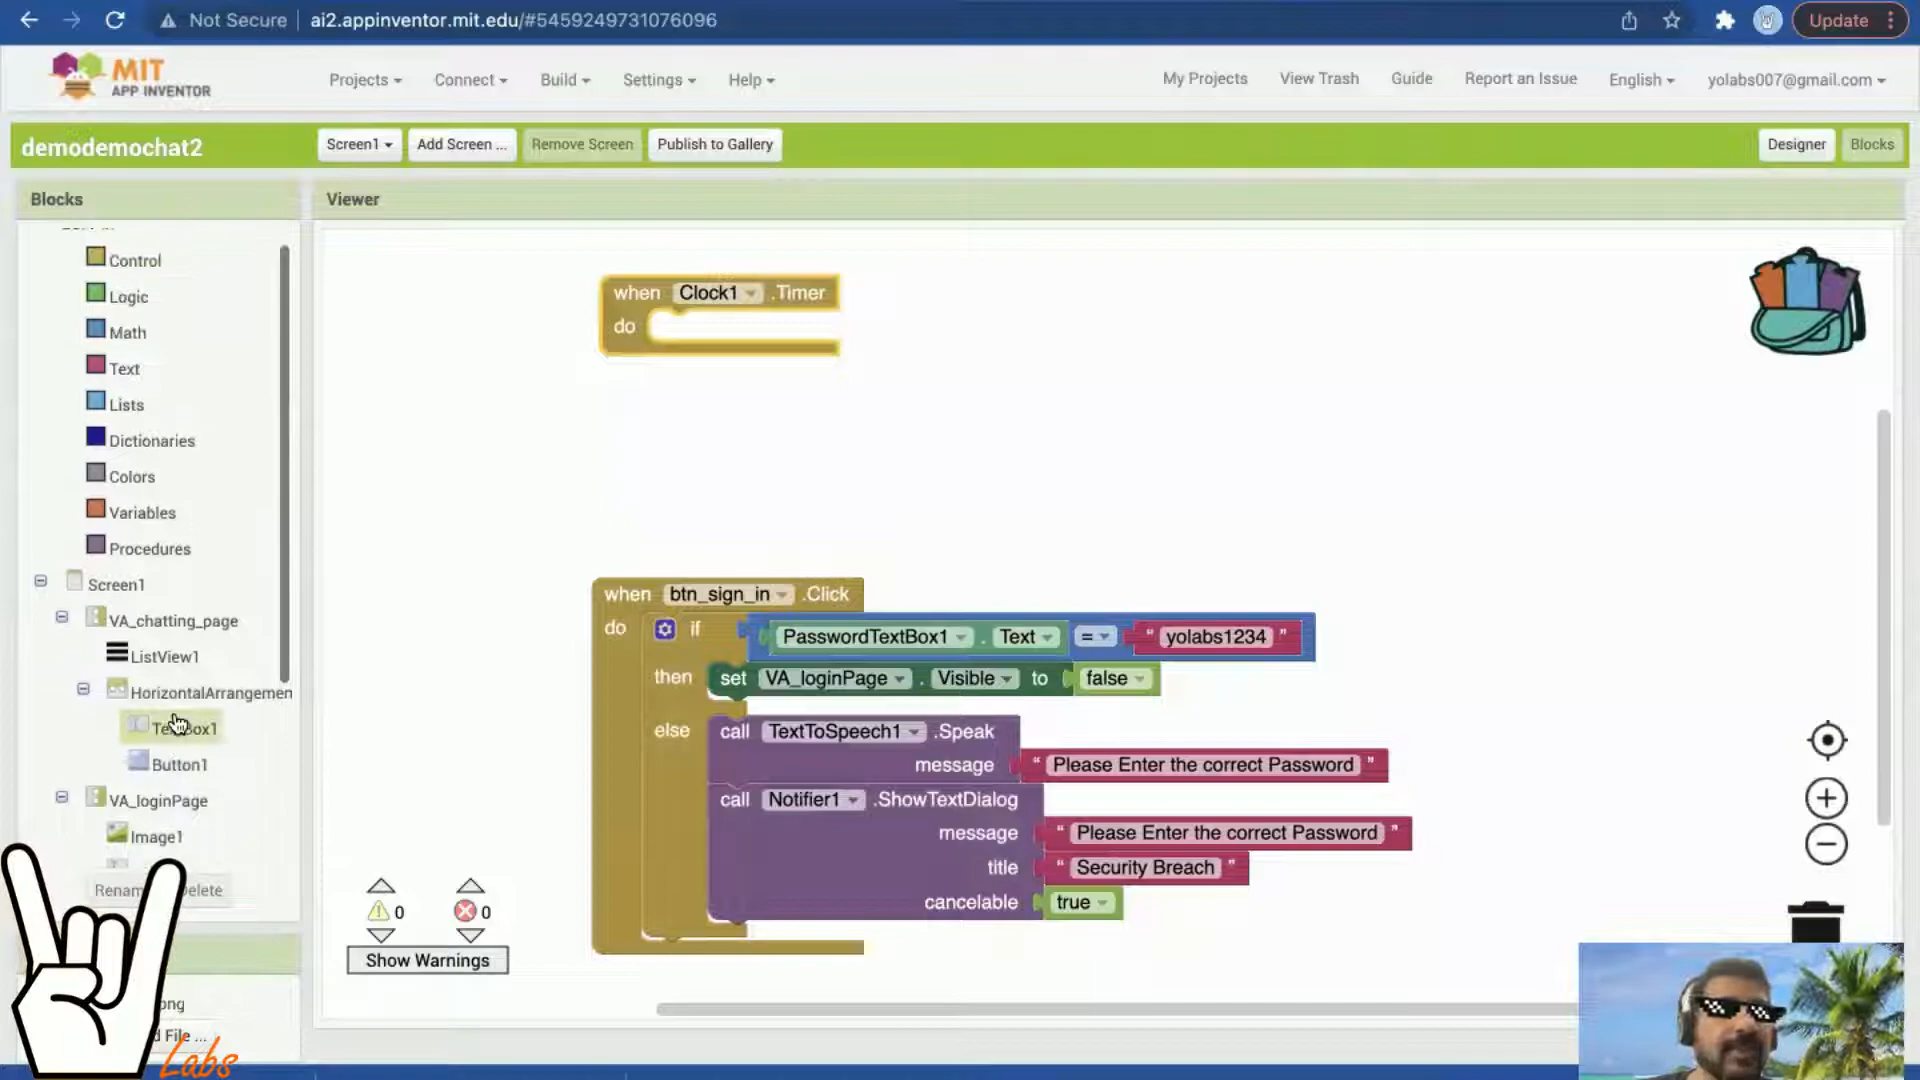 Not Secure
ai2.appinventor.mit.edu/#5459249731076096
Update
MIT
APP INVENTOR
Projects
Connect
Build
Settings
Help
My Projects
View Trash
Guide
Report an Issue
English
yolabs007@gmail.com
demodemochat2
Screen1
Add Screen ...
Remove Screen
Publish to Gallery
Designer
Blocks
Blocks
Viewer
Control
Logic
Math
Text
Lists
Dictionaries
Colors
Variables
Procedures
Screen1
VA_chatting_page
ListView1
HorizontalArrangemen
TextBox1
Button1
VA_loginPage
Image1
Delete
Labs
when Clock1 .Timer
do
when btn_sign_in .Click
do if PasswordTextBox1 . Text = " yolabs1234 "
then set VA_loginPage . Visible to false
else call TextToSpeech1 .Speak
message " Please Enter the correct Password "
call Notifier1 .ShowTextDialog
message " Please Enter the correct Password "
title " Security Breach "
cancelable true
0
0
Show Warnings